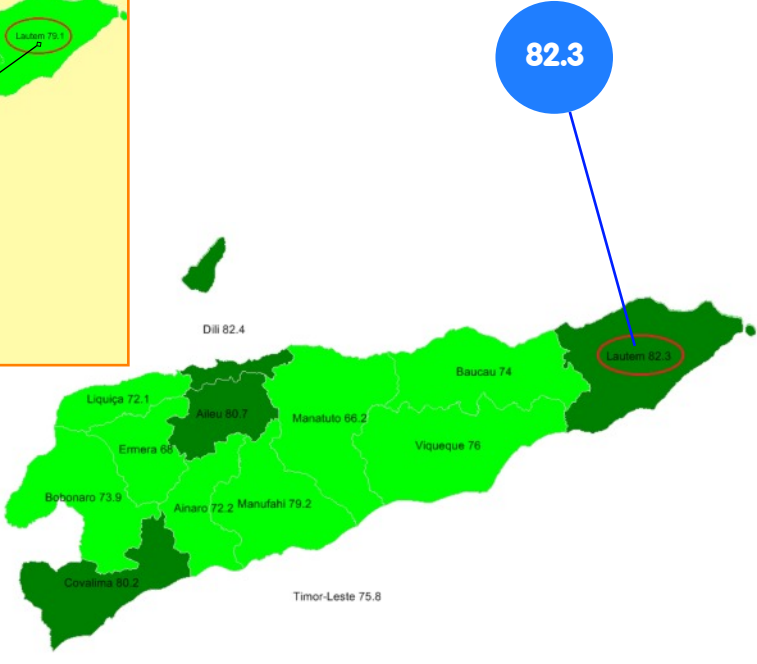 Lautem 79.1
82.3
Dili 82.4
Lautem 82.3
Baucau 74
Liquiça 72.1
Aileu 80.7
Manatuto 66.2
Ermera 68
Viqueque 76
Bobonaro 73.9
Ainaro 72.2
Manufahi 79.2
Covalima 80.2
Timor-Leste 75.8